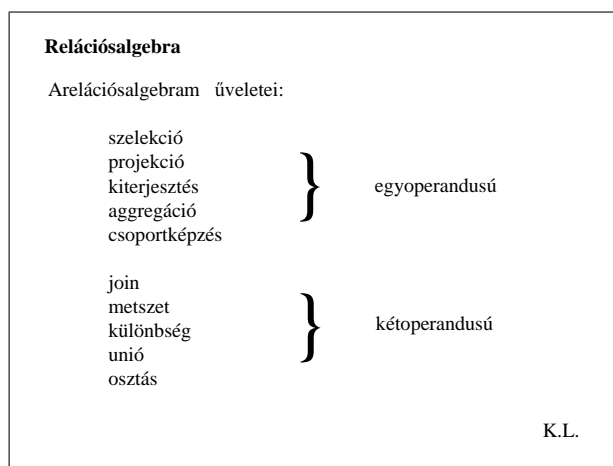 Relációsalgebra
Arelációsalgebram űveletei:
szelekció
projekció
kiterjesztés
aggregáció
csoportképzés
} egyoperandusú
join
metszet
különbség
unió
osztás
} kétoperandusú
K.L.